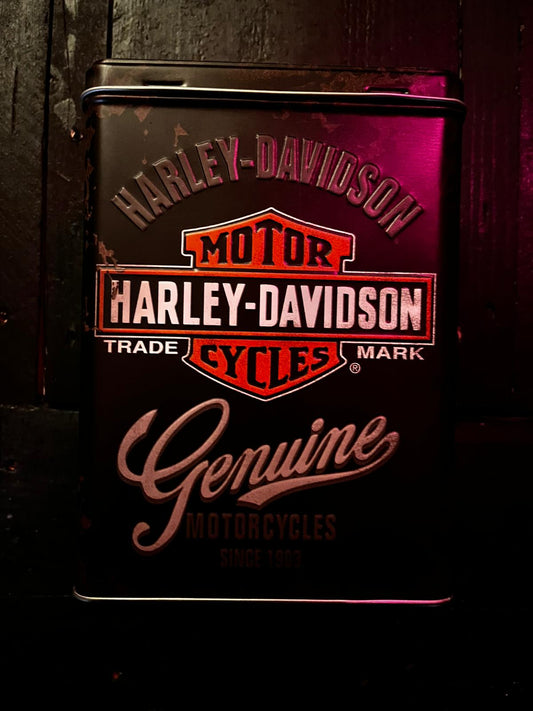 HARLEY-DAVIDSON
MOTOR
HARLEY-DAVIDSON
TRADE MARK
CYCLES
®
Genuine
MOTORCYCLES
SINCE 1903